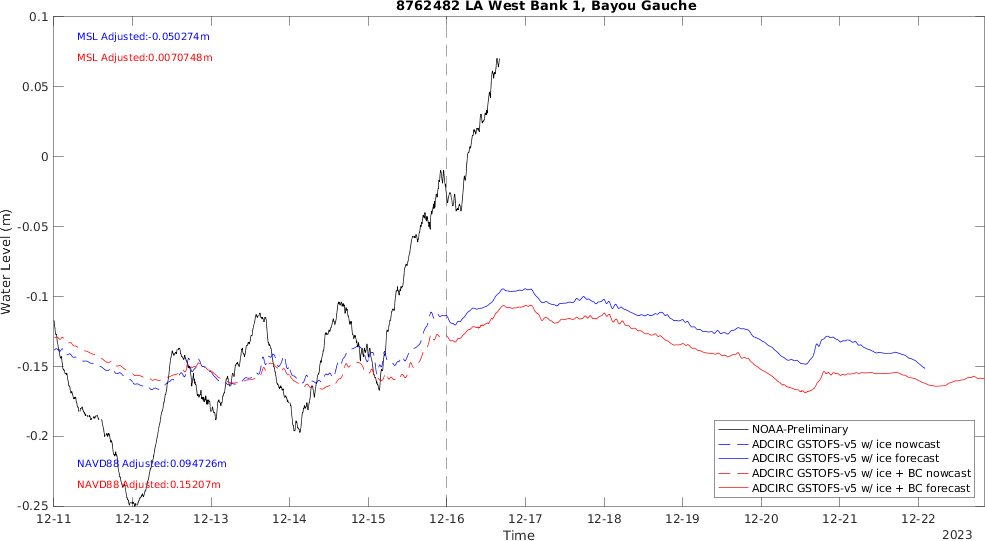 8762482 LA West Bank 1, Bayou Gauche
0.1
MSL Adjusted:-0.050274m
MSL Adjusted:0.0070748m
0.05
0
-0.05
Water Level (m)
-0.1
-0.15
-0.2
NOAA-Preliminary
ADCIRC GSTOFS-v5 w/ ice nowcast
ADCIRC GSTOFS-v5 w/ ice forecast
ADCIRC GSTOFS-v5 w/ ice + BC nowcast
ADCIRC GSTOFS-v5 w/ ice + BC forecast
NAVD88 Adjusted:0.094726m
NAVD88 Adjusted:0.15207m
-0.25
12-11 12-12 12-13 12-14 12-15 12-16 12-17 12-18 12-19 12-20 12-21 12-22
Time
2023